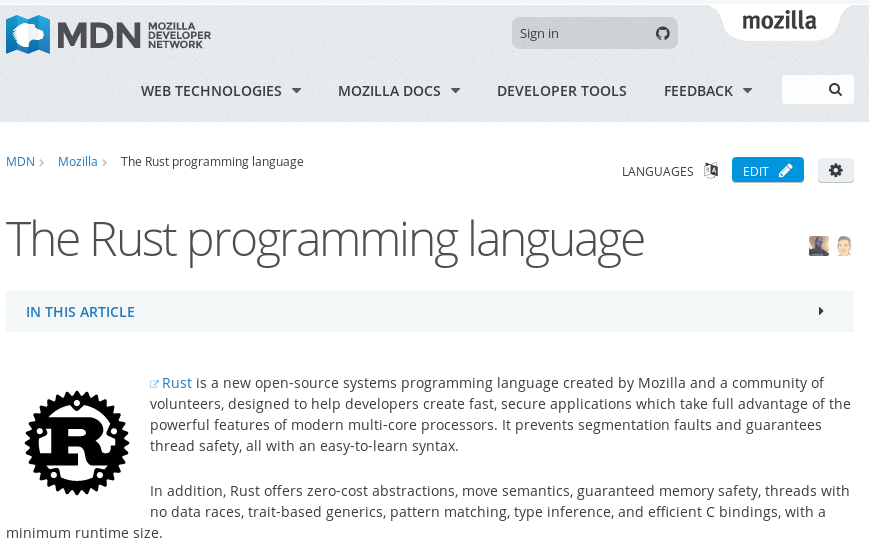 MDN MOZILLA
DEVELOPER
NETWORK
Sign in
mozilla
WEB TECHNOLOGIES
MOZILLA DOCS
DEVELOPER TOOLS
FEEDBACK
MDN
Mozilla
The Rust programming language
LANGUAGES
EDIT
The Rust programming language
IN THIS ARTICLE
R
Rust is a new open-source systems programming language created by Mozilla and a community of
volunteers, designed to help developers create fast, secure applications which take full advantage of the
powerful features of modern multi-core processors. It prevents segmentation faults and guarantees
thread safety, all with an easy-to-learn syntax.
In addition, Rust offers zero-cost abstractions, move semantics, guaranteed memory safety, threads with
no data races, trait-based generics, pattern matching, type inference, and efficient C bindings, with a
minimum runtime size.